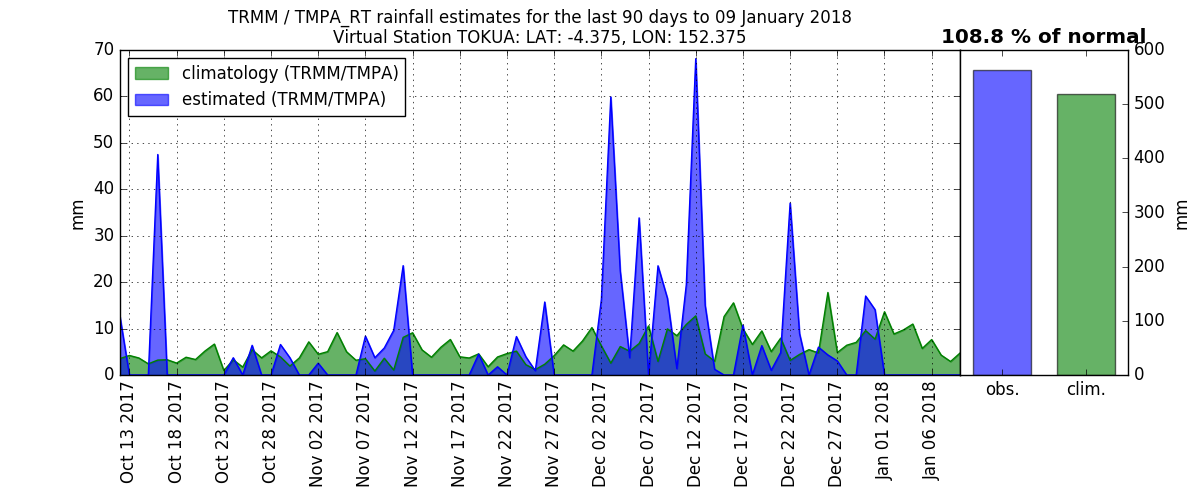 TRMM / TMPA_RT rainfall estimates for the last 90 days to 09 January 2018
Virtual Station TOKUA: LAT: -4.375, LON: 152.375
108.8 % of normal
climatology (TRMM/TMPA)
estimated (TRMM/TMPA)
mm
70
60
50
40
30
20
10
0
Oct 13 2017
Oct 18 2017
Oct 23 2017
Oct 28 2017
Nov 02 2017
Nov 07 2017
Nov 12 2017
Nov 17 2017
Nov 22 2017
Nov 27 2017
Dec 02 2017
Dec 07 2017
Dec 12 2017
Dec 17 2017
Dec 22 2017
Dec 27 2017
Jan 01 2018
Jan 06 2018
600
500
400
300
200
100
0
mm
obs.
clim.